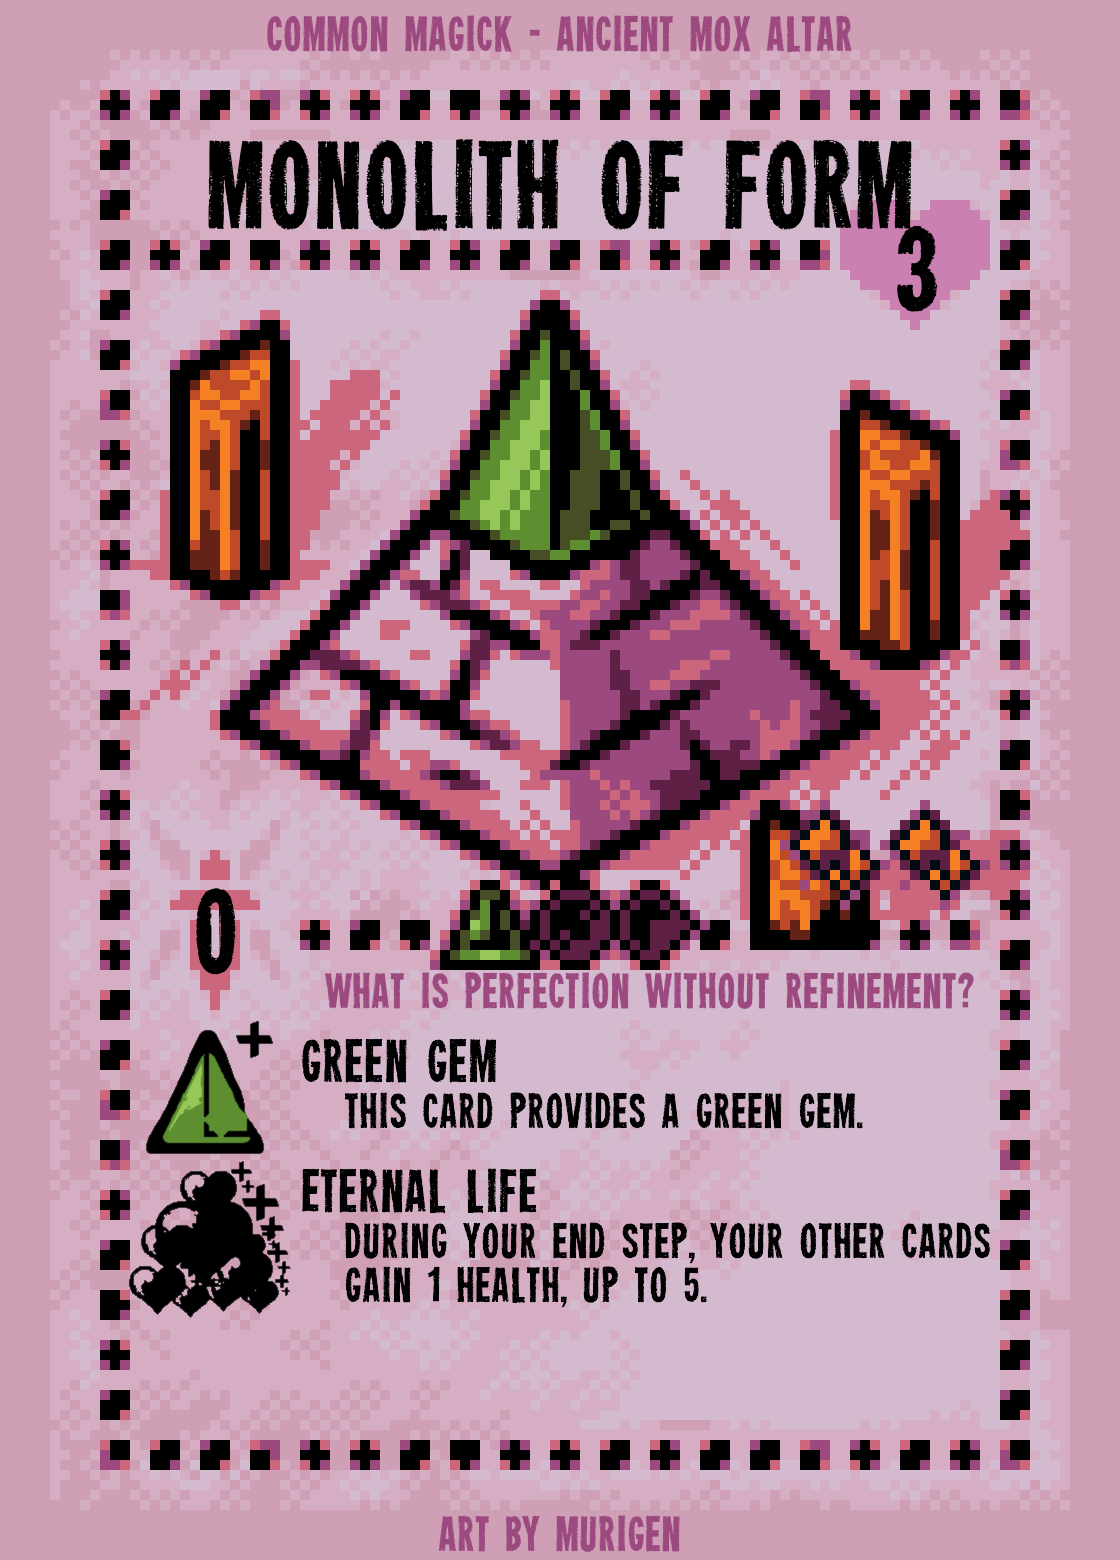 COMMON MAGICK - ANCIENT MOX ALTAR
MONOLITH OF FORM
3
0
WHAT IS PERFECTION WITHOUT REFINEMENT?
GREEN GEM
THIS CARD PROVIDES A GREEN GEM.
ETERNAL LIFE
DURING YOUR END STEP, YOUR OTHER CARDS
GAIN 1 HEALTH, UP TO 5.
ART BY MURIGEN